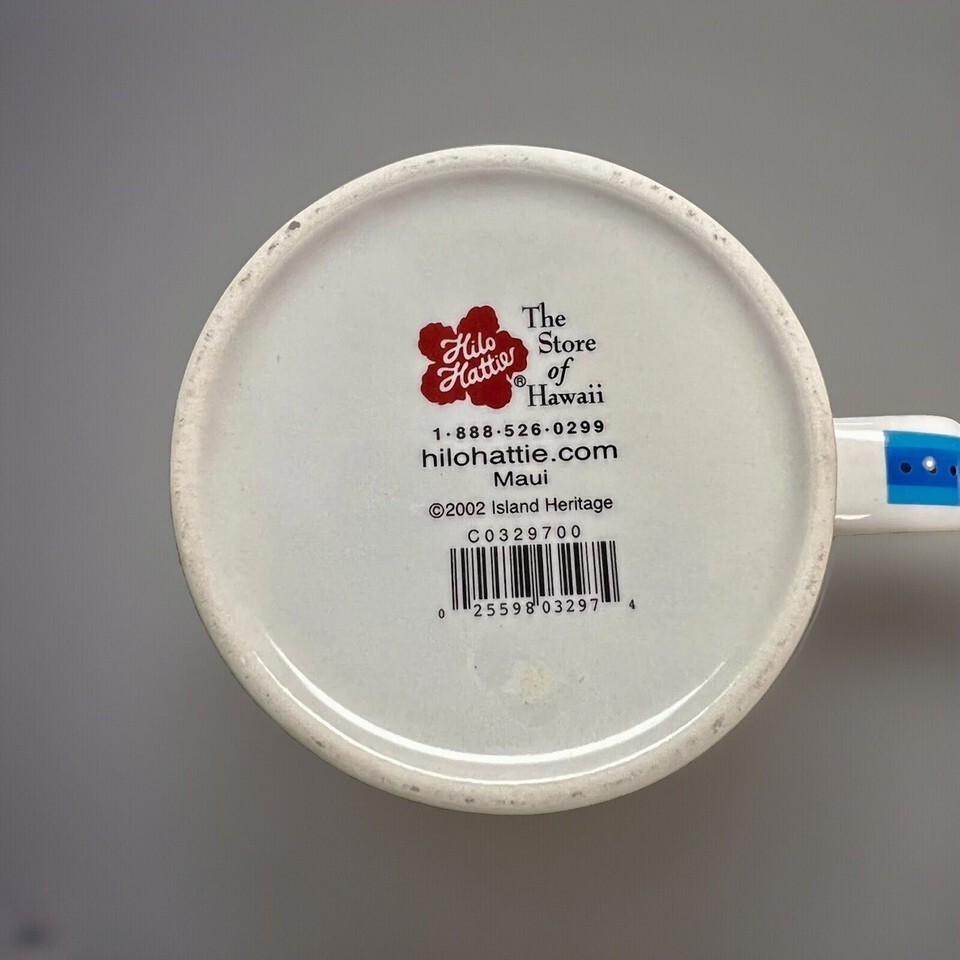 Hilo
Hattie®
The
Store
of
Hawaii
1·888·526·0299
hilohattie.com
Maui
©2002 Island Heritage
C0329700
0 25598 03297 4